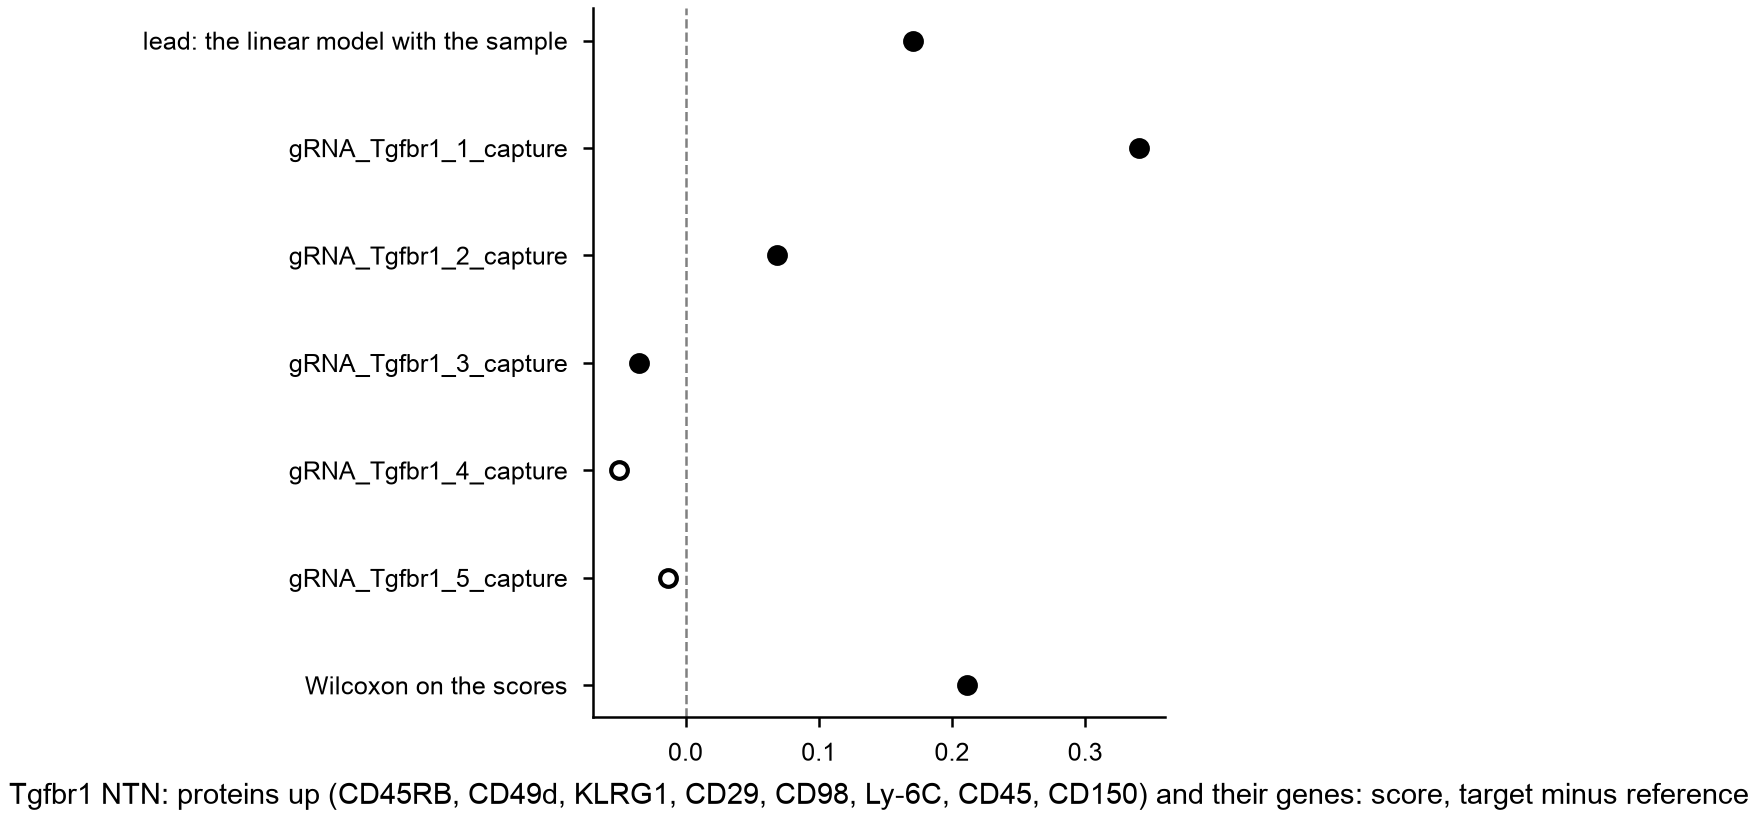 lead: the linear model with the sample
gRNA_Tgfbr1_1_capture
gRNA_Tgfbr1_2_capture
gRNA_Tgfbr1_3_capture
gRNA_Tgfbr1_4_capture
gRNA_Tgfbr1_5_capture
Wilcoxon on the scores
0.0 0.1 0.2 0.3
Tgfbr1 NTN: proteins up (CD45RB, CD49d, KLRG1, CD29, CD98, Ly-6C, CD45, CD150) and their genes: score, target minus reference